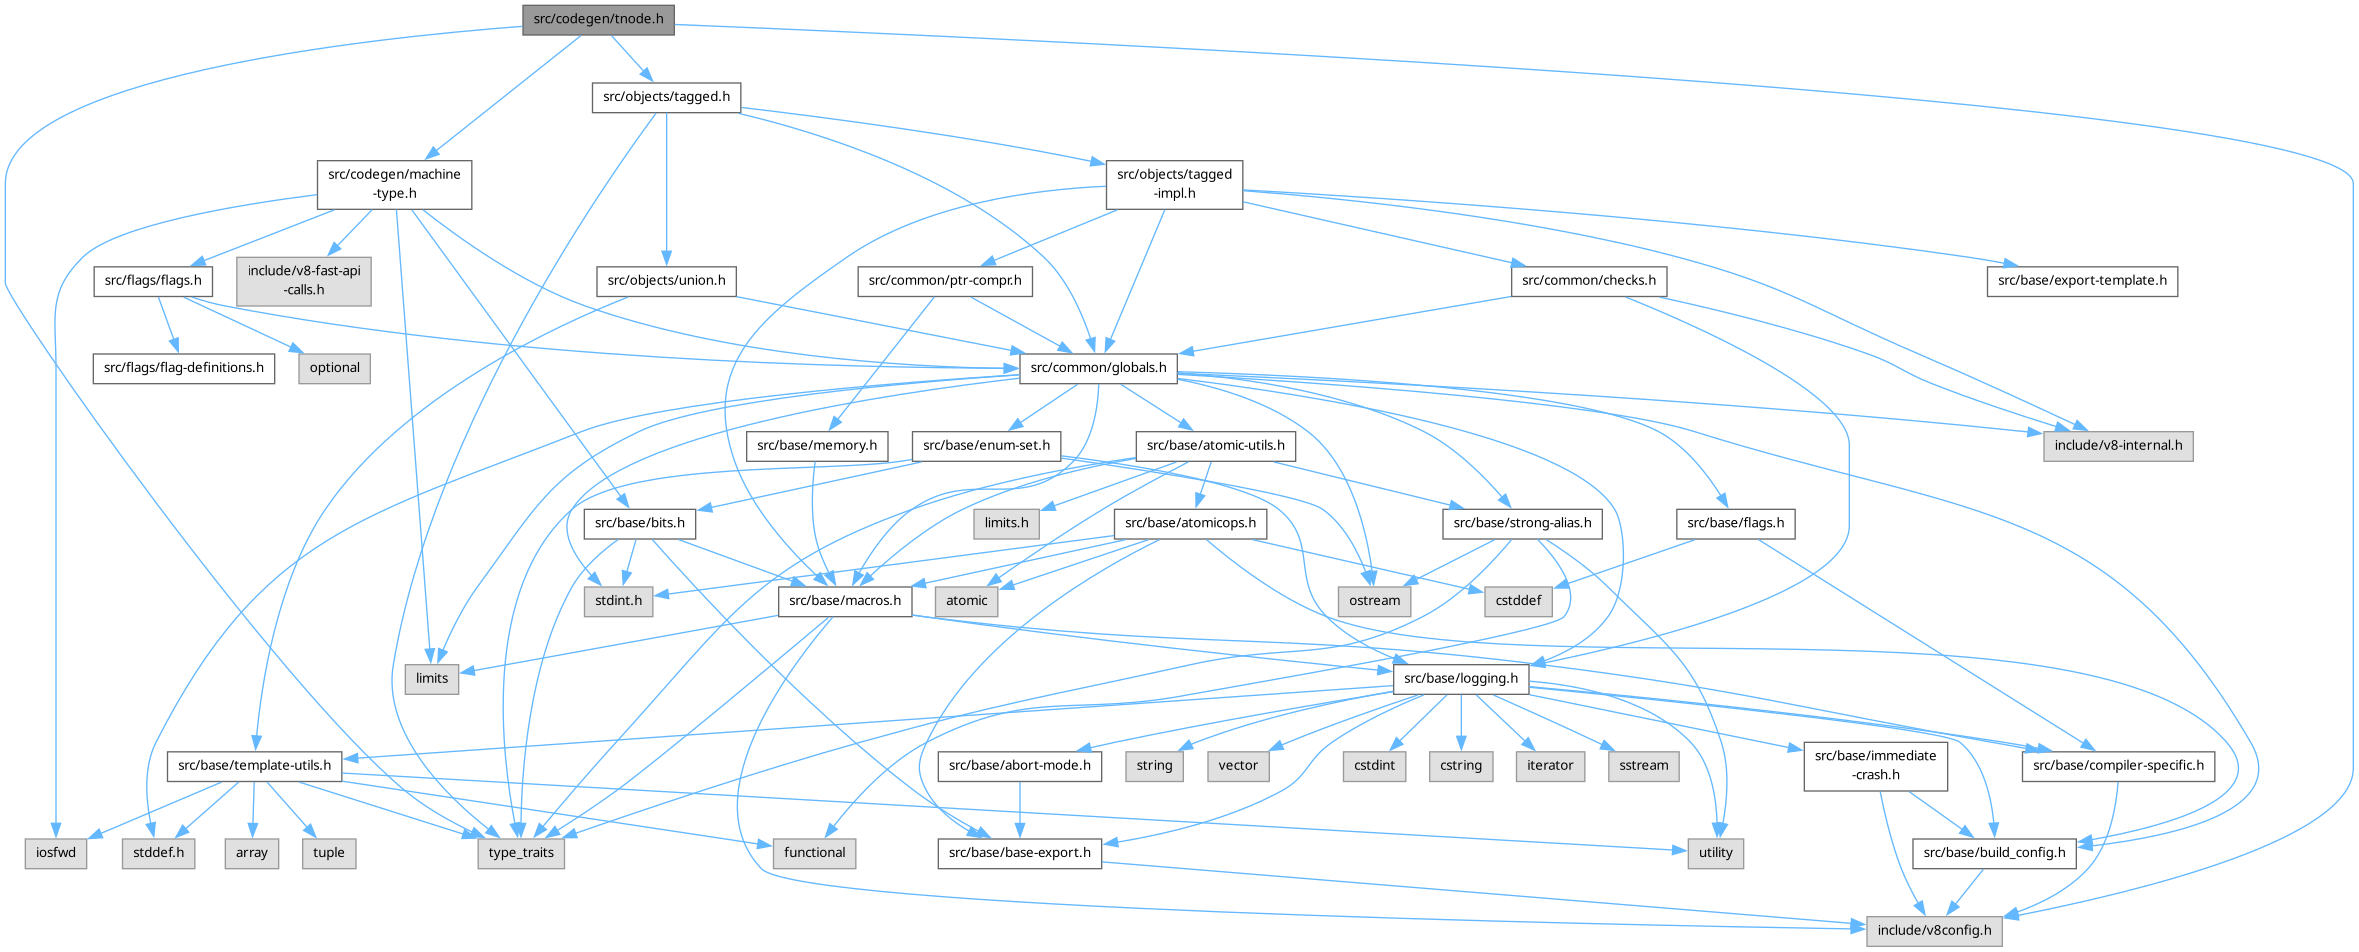 src/codegen/tnode.h
src/objects/tagged.h
src/codegen/machine
-type.h
src/objects/tagged
-impl.h
src/flags/flags.h
include/v8-fast-api
-calls.h
src/objects/union.h
src/common/ptr-compr.h
src/common/checks.h
src/base/export-template.h
src/flags/flag-definitions.h
optional
src/common/globals.h
src/base/memory.h
src/base/enum-set.h
src/base/atomic-utils.h
include/v8-internal.h
src/base/bits.h
limits.h
src/base/atomicops.h
src/base/strong-alias.h
src/base/flags.h
stdint.h
src/base/macros.h
atomic
ostream
cstddef
limits
src/base/logging.h
src/base/template-utils.h
src/base/abort-mode.h
string
vector
cstdint
cstring
iterator
sstream
src/base/immediate
-crash.h
src/base/compiler-specific.h
iosfwd
stddef.h
array
tuple
type_traits
functional
src/base/base-export.h
utility
src/base/build_config.h
include/v8config.h